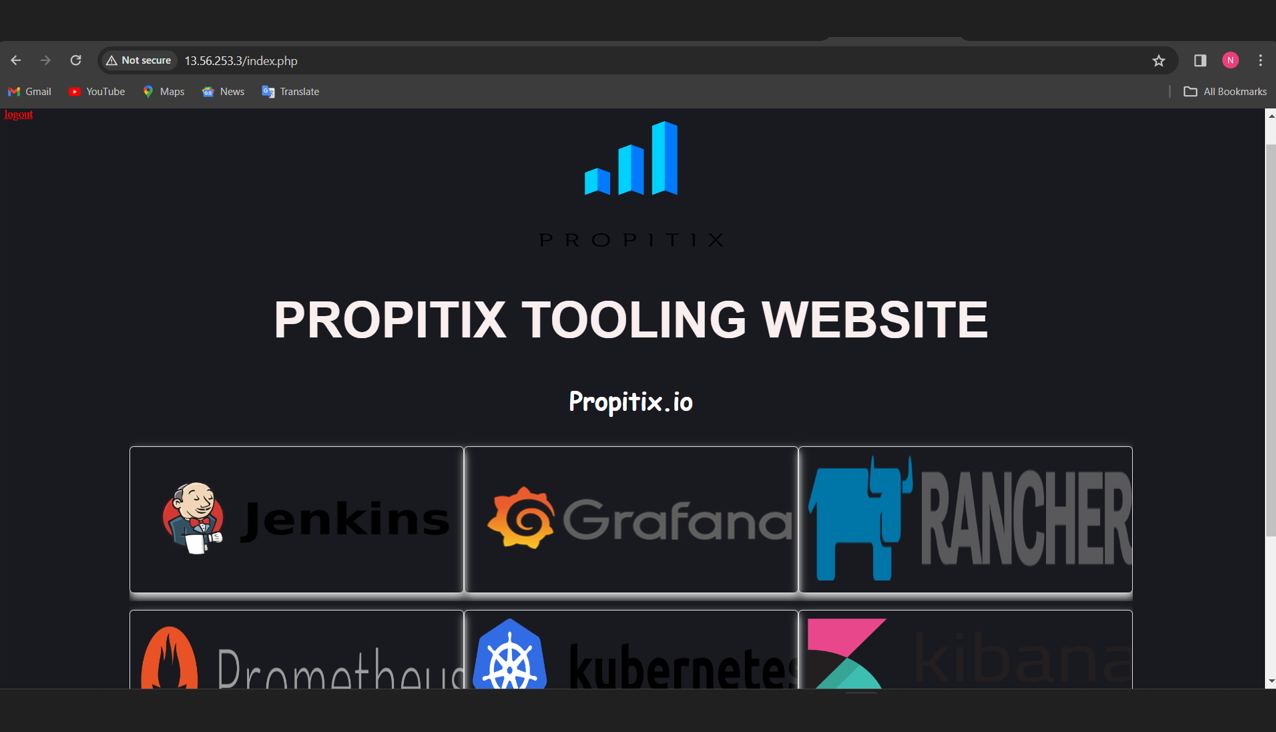 Not secure 13.56.253.3/index.php N
Gmail YouTube Maps News Translate All Bookmarks
logout
PROPITIX
PROPITIX TOOLING WEBSITE
Propitix.io
Jenkins Grafana RANCHER
Prometheus kubernetes kibana